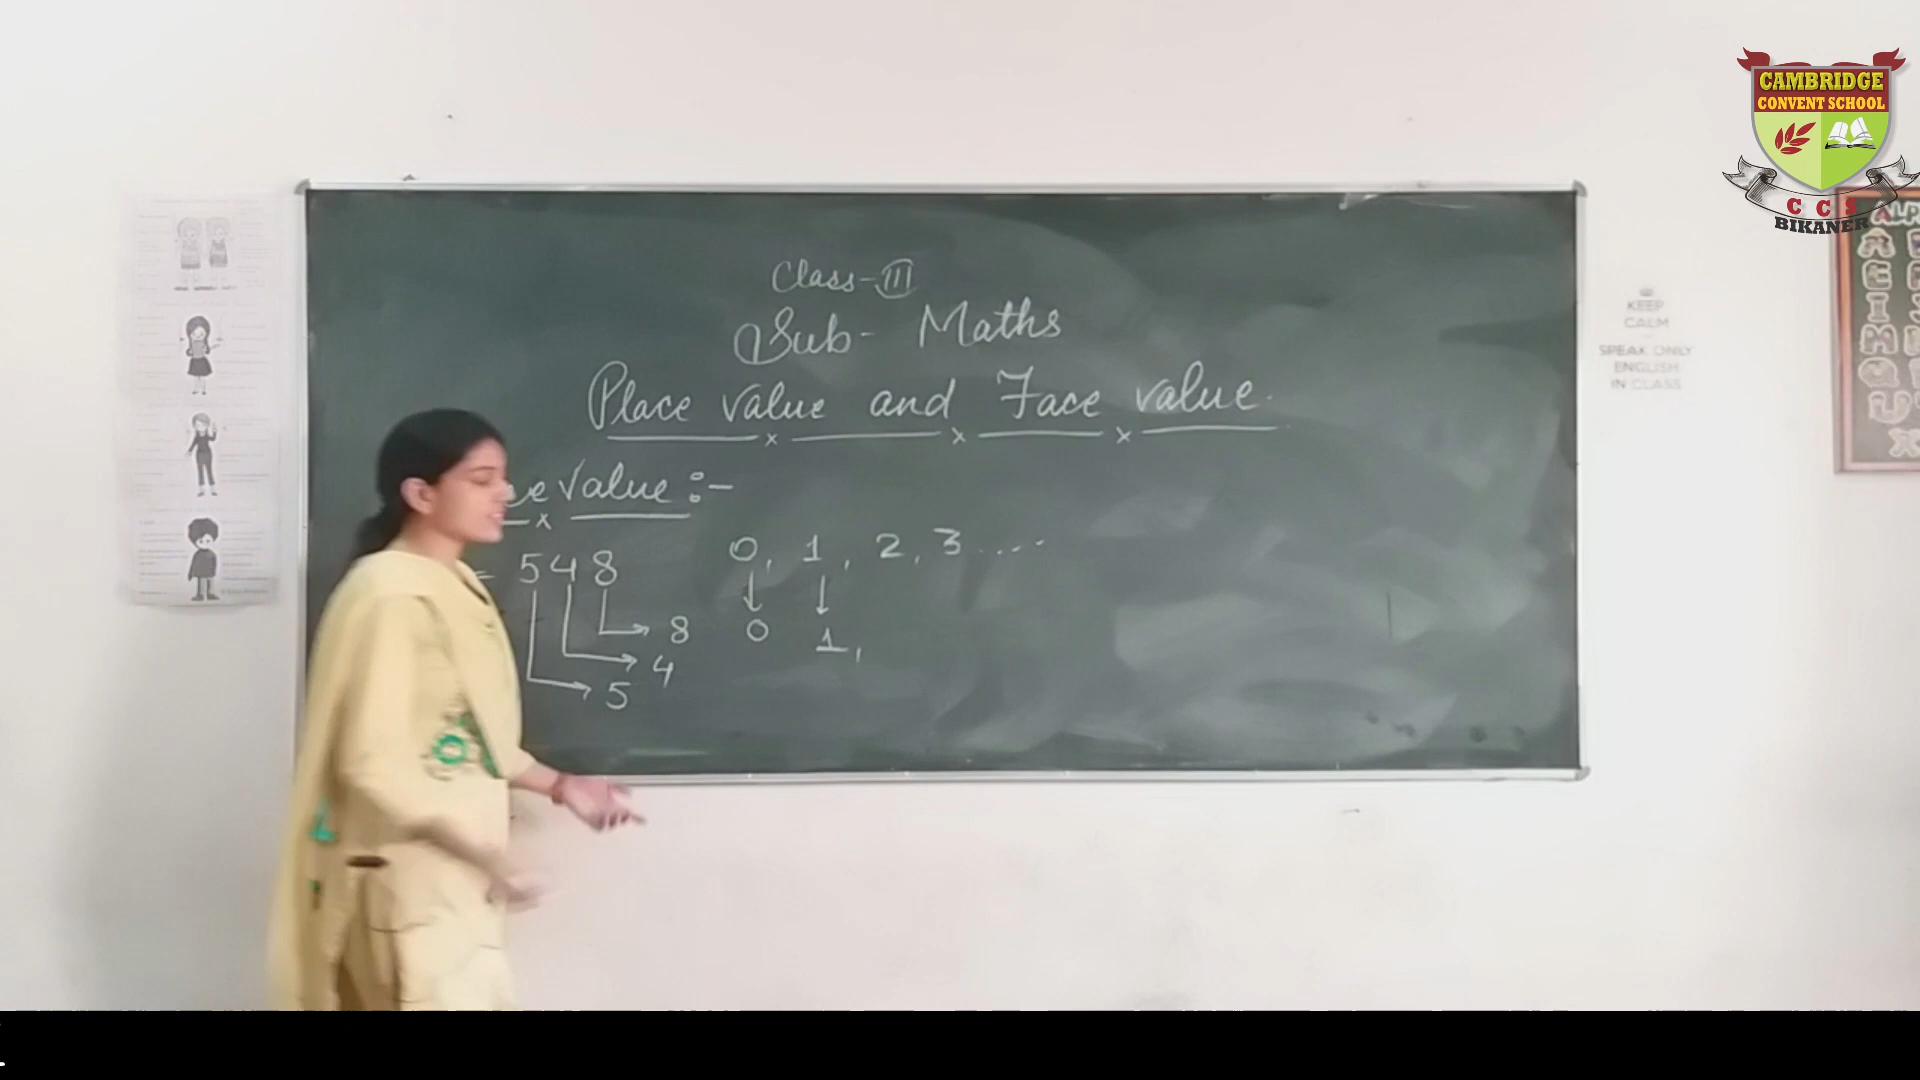 CAMBRIDGE
CONVENT SCHOOL
C C S
BIKANER
Class-III
Sub- Maths
Place value and Face value.
value :-
548
8
4
5
0, 1, 2, 3....
0 1,
KEEP
CALM
SPEAK ONLY
ENGLISH
IN CLASS